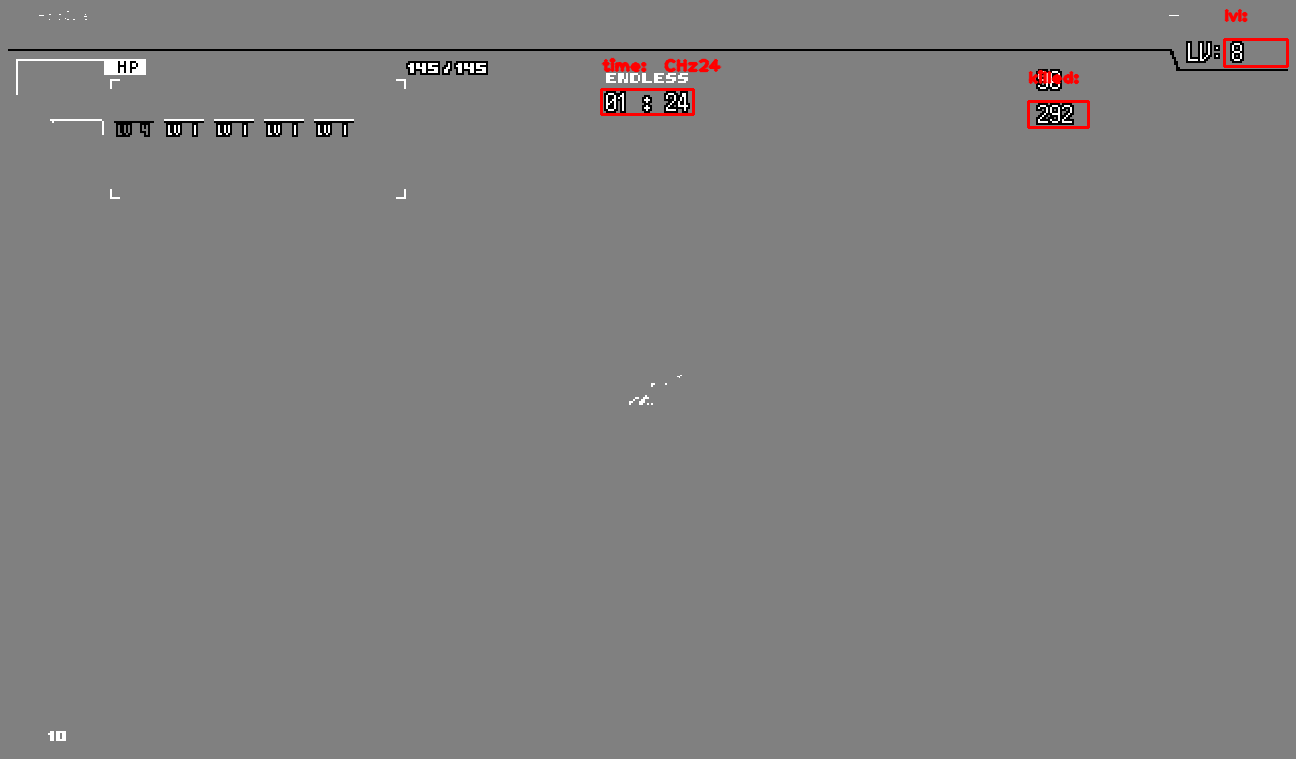 lvl:
LV: 8
HP
145/145
time: CHz24
ENDLESS
01 : 24
killed:
292
LV 4 LV 1 LV 1 LV 1 LV 1
10